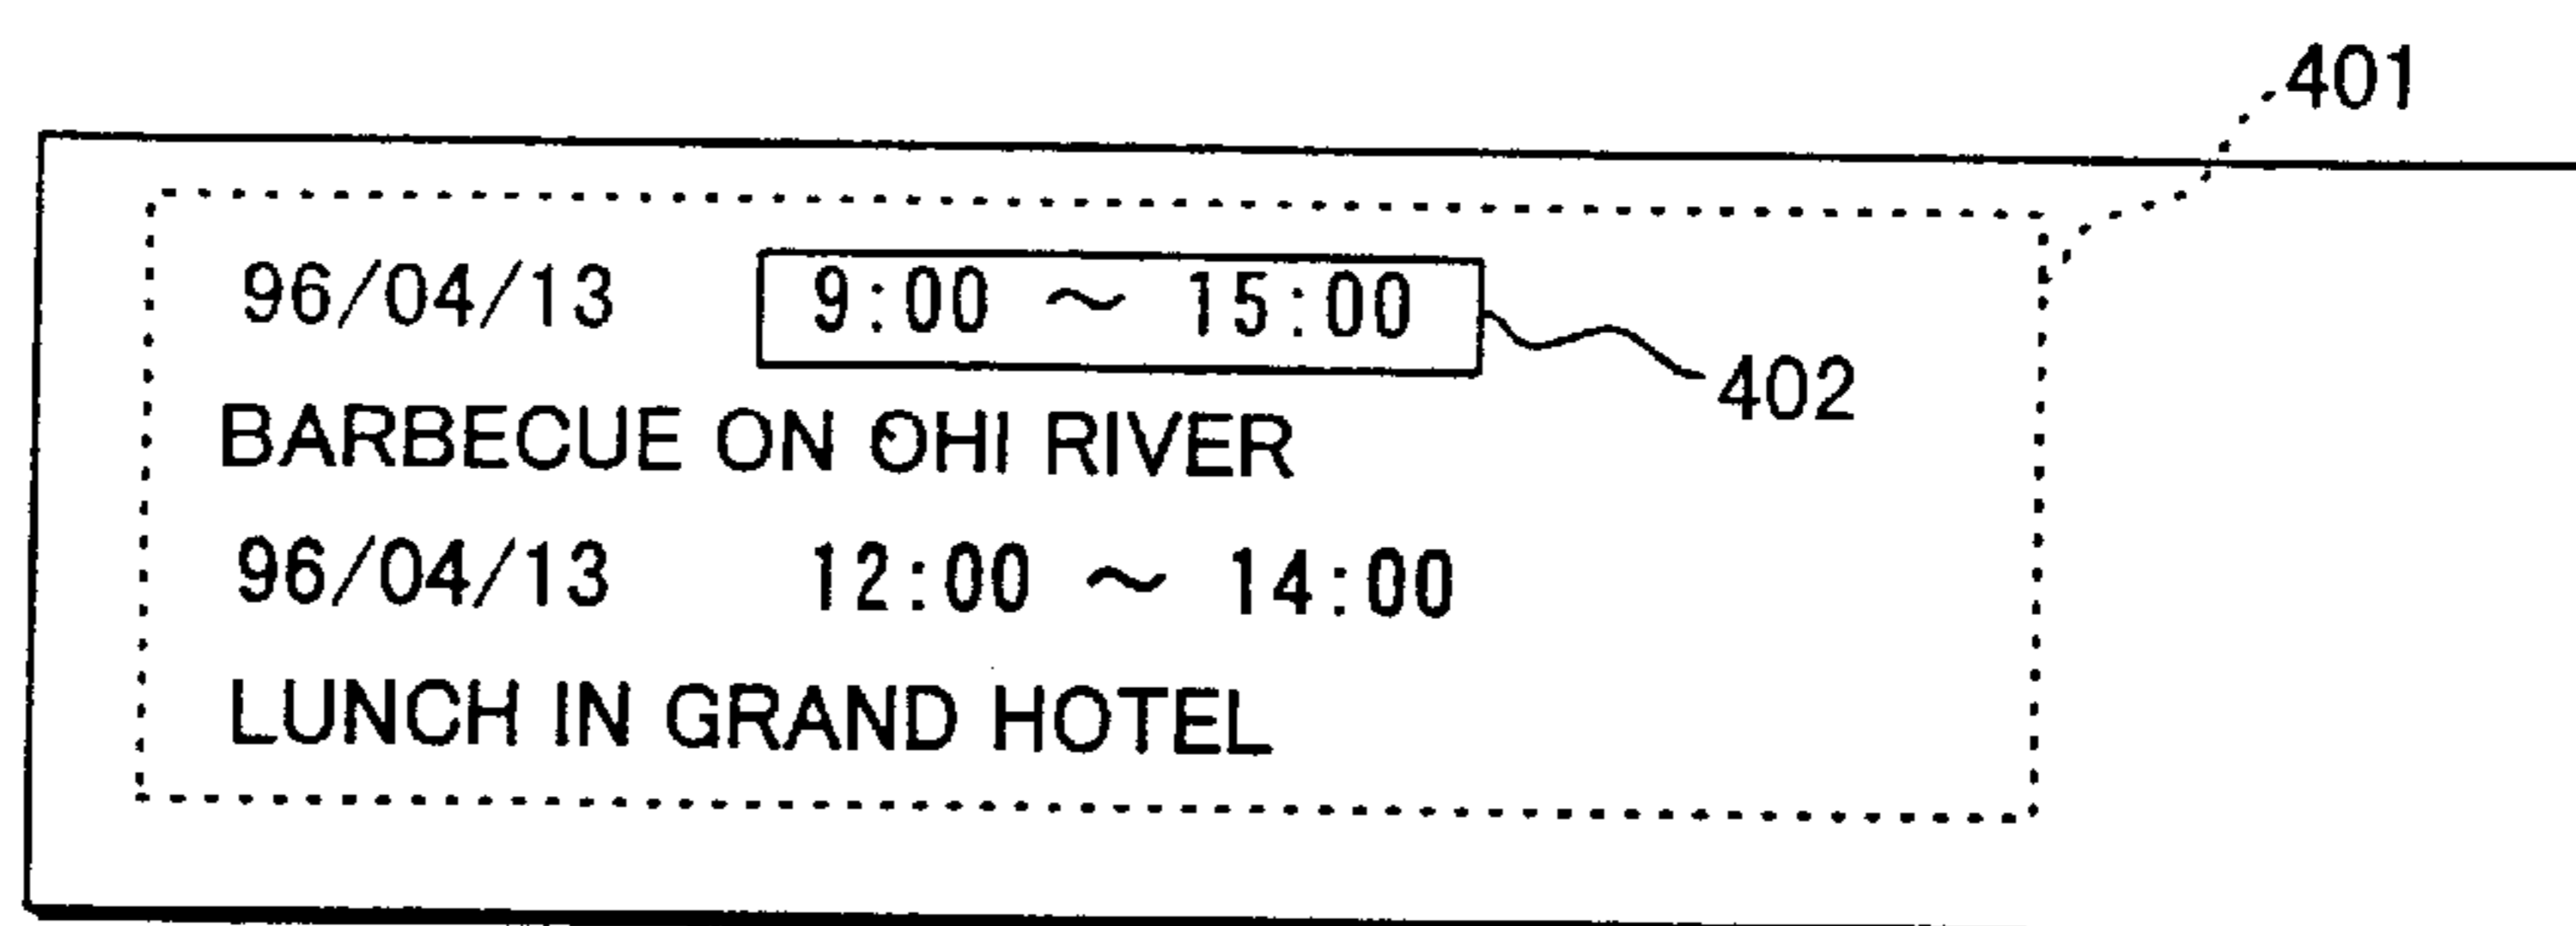 401
96/04/13 9:00 ~ 15:00
402
BARBECUE ON OHI RIVER
96/04/13 12:00 ~ 14:00
LUNCH IN GRAND HOTEL